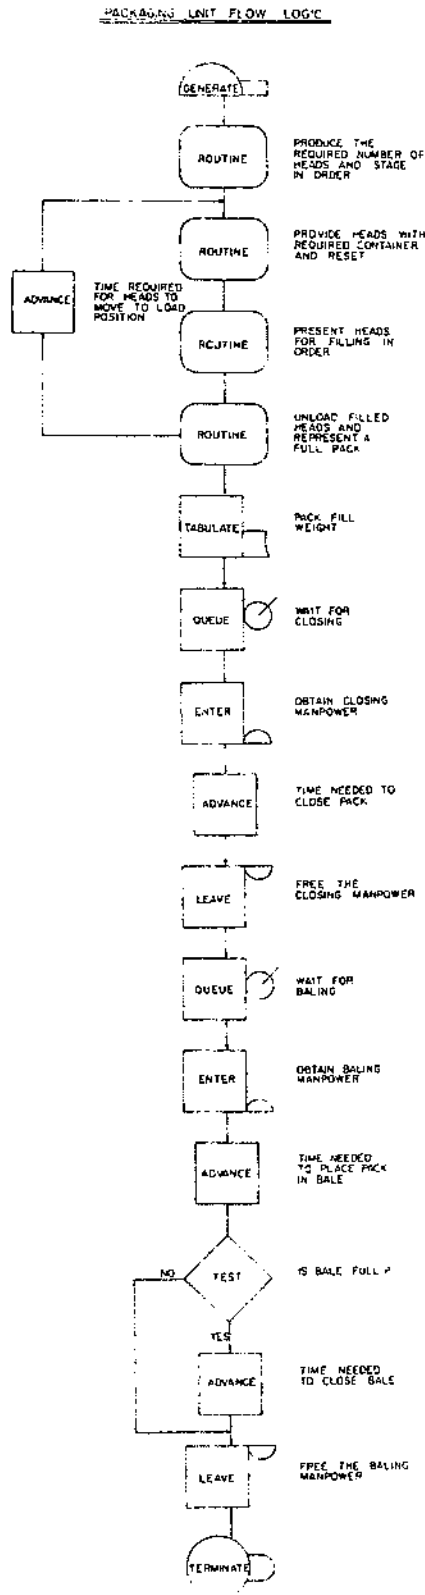 PACKAGING UNIT FLOW LOGIC
GENERATE
ROUTINE
PRODUCE THE
REQUIRED NUMBER OF
HEADS AND STAGE
IN ORDER
ROUTINE
PROVIDE HEADS WITH
REQUIRED CONTAINER
AND RESET
ADVANCE
TIME REQUIRED
FOR HEADS TO
MOVE TO LOAD
POSITION
ROUTINE
PRESENT HEADS
FOR FILLING IN
ORDER
ROUTINE
UNLOAD FILLED
HEADS AND
REPRESENT A
FULL PACK
TABULATE
PACK FILL
WEIGHT
QUEUE
WAIT FOR
CLOSING
ENTER
OBTAIN CLOSING
MANPOWER
ADVANCE
TIME NEEDED TO
CLOSE PACK
LEAVE
FREE THE
CLOSING MANPOWER
QUEUE
WAIT FOR
BALING
ENTER
OBTAIN BALING
MANPOWER
ADVANCE
TIME NEEDED
TO PLACE PACK
IN BALE
NO
TEST
IS BALE FULL ?
YES
ADVANCE
TIME NEEDED
TO CLOSE BALE
LEAVE
FREE THE BALING
MANPOWER
TERMINATE